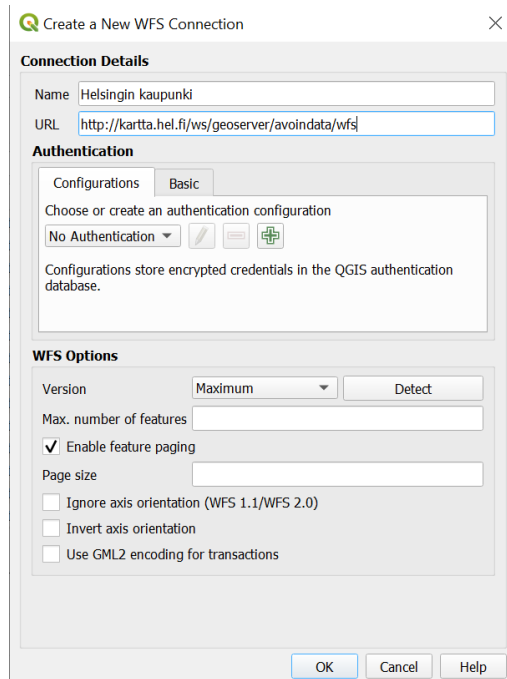 Create a New WFS Connection
Connection Details
Name Helsingin kaupunki
URL http://kartta.hel.fi/ws/geoserver/avoindata/wfs
Authentication
Configurations Basic
Choose or create an authentication configuration
No Authentication
Configurations store encrypted credentials in the QGIS authentication
database.
WFS Options
Version Maximum Detect
Max. number of features
Enable feature paging
Page size
Ignore axis orientation (WFS 1.1/WFS 2.0)
Invert axis orientation
Use GML2 encoding for transactions
OK Cancel Help